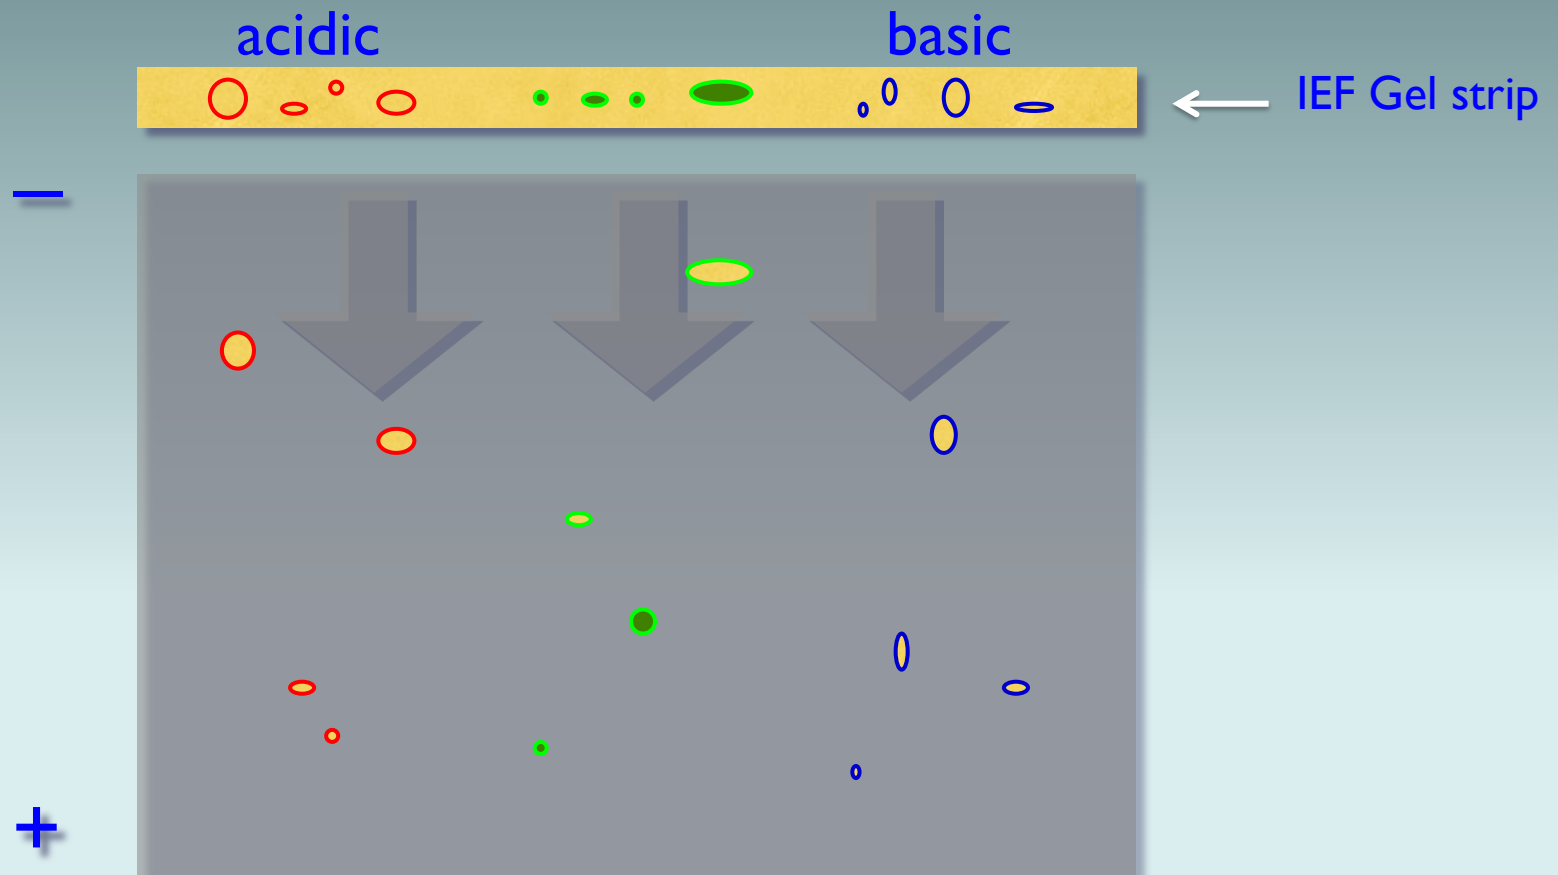 acidic
basic
IEF Gel strip
–
+